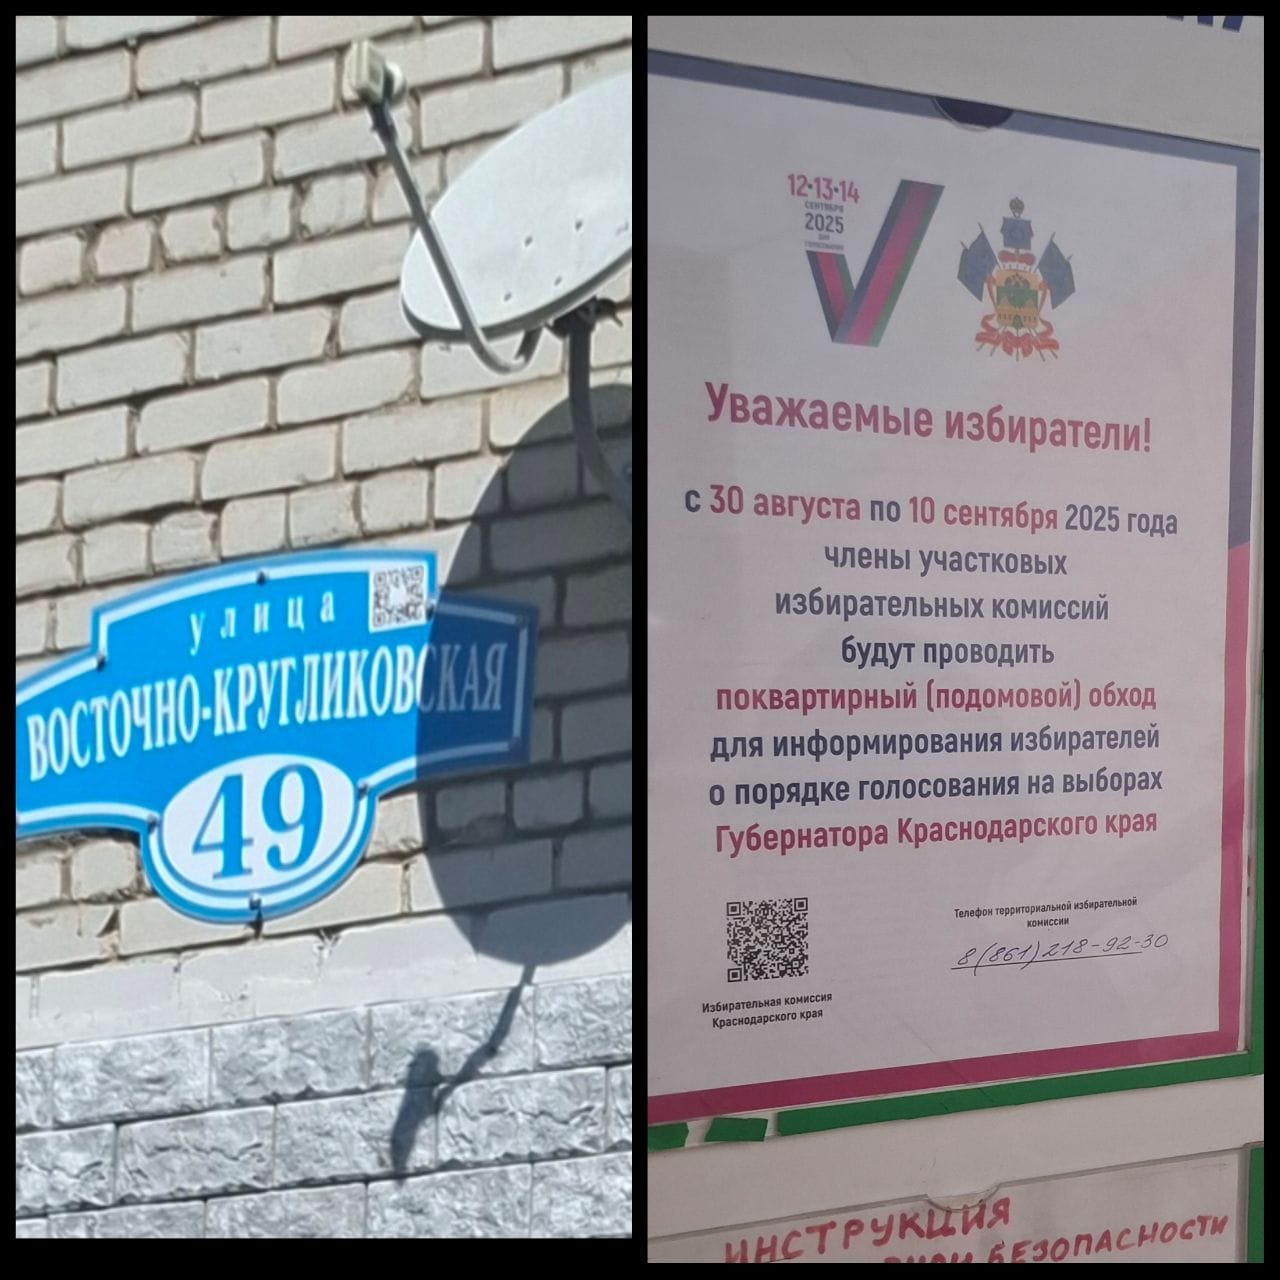 улица
ВОСТОЧНО-КРУГЛИКОВСКАЯ
49
12•13•14
СЕНТЯБРЯ
2025
ДНИ
ГОЛОСОВАНИЯ
Уважаемые избиратели!
с 30 августа по 10 сентября 2025 года
члены участковых
избирательных комиссий
будут проводить
поквартирный (подомовой) обход
для информирования избирателей
о порядке голосования на выборах
Губернатора Краснодарского края
Избирательная комиссия
Краснодарского края
Телефон территориальной избирательной
комиссии
8(861)218-92-30
ИНСТРУКЦИЯ
БЕЗОПАСНОСТИ